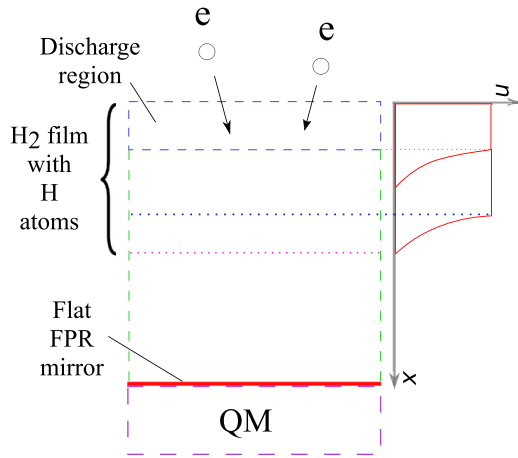 e
e
Discharge
region
n
H2 film
with
H
atoms
Flat
FPR
mirror
x
QM